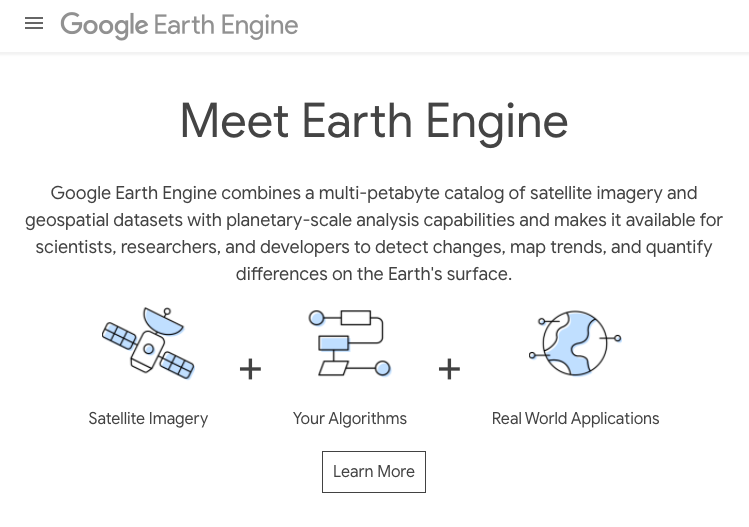 Google Earth Engine
Meet Earth Engine
Google Earth Engine combines a multi-petabyte catalog of satellite imagery and
geospatial datasets with planetary-scale analysis capabilities and makes it available for
scientists, researchers, and developers to detect changes, map trends, and quantify
differences on the Earth's surface.
+ +
Satellite Imagery Your Algorithms Real World Applications
Learn More